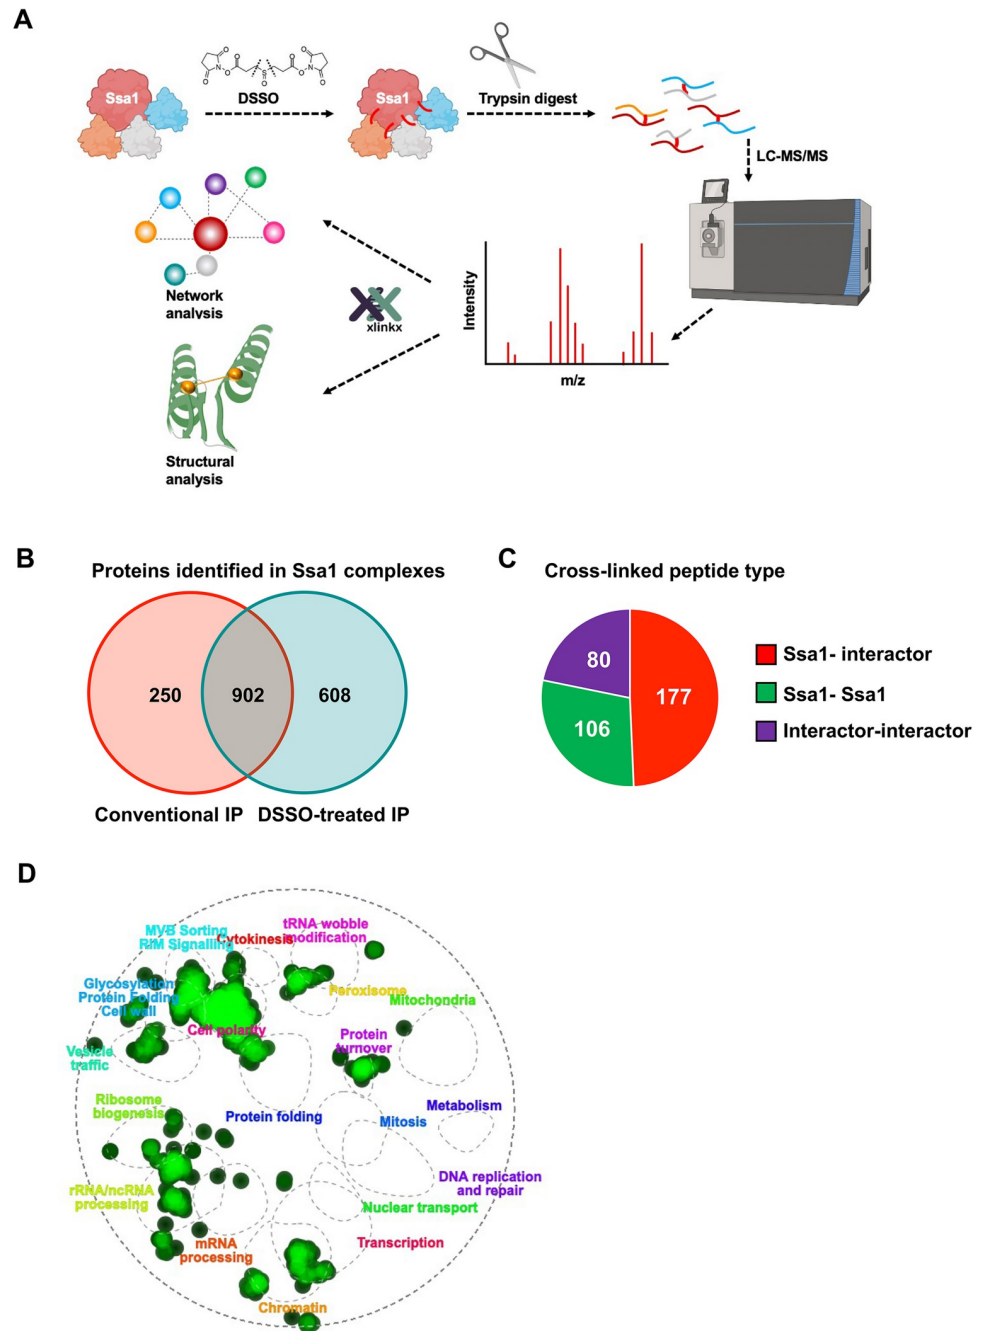 A
Ssa1
O
O
O
O
N
O
S
O
O
O
N
O
O
DSSO
Ssa1
Trypsin digest
LC-MS/MS
Network
analysis
xlinkx
Intensity
m/z
Structural
analysis
B
Proteins identified in Ssa1 complexes
250
902
608
Conventional IP
DSSO-treated IP
C
Cross-linked peptide type
80
177
106
Ssa1- interactor
Ssa1- Ssa1
Interactor-interactor
D
MVB Sorting
RIM Signalling
Cytokinesis
tRNA wobble
modification
Glycosylation
Protein Folding
Cell wall
Peroxisome
Mitochondria
Cell polarity
Protein
turnover
Vesicle
traffic
Ribosome
biogenesis
Protein folding
Mitosis
Metabolism
rRNA/ncRNA
processing
DNA replication
and repair
Nuclear transport
mRNA
processing
Transcription
Chromatin